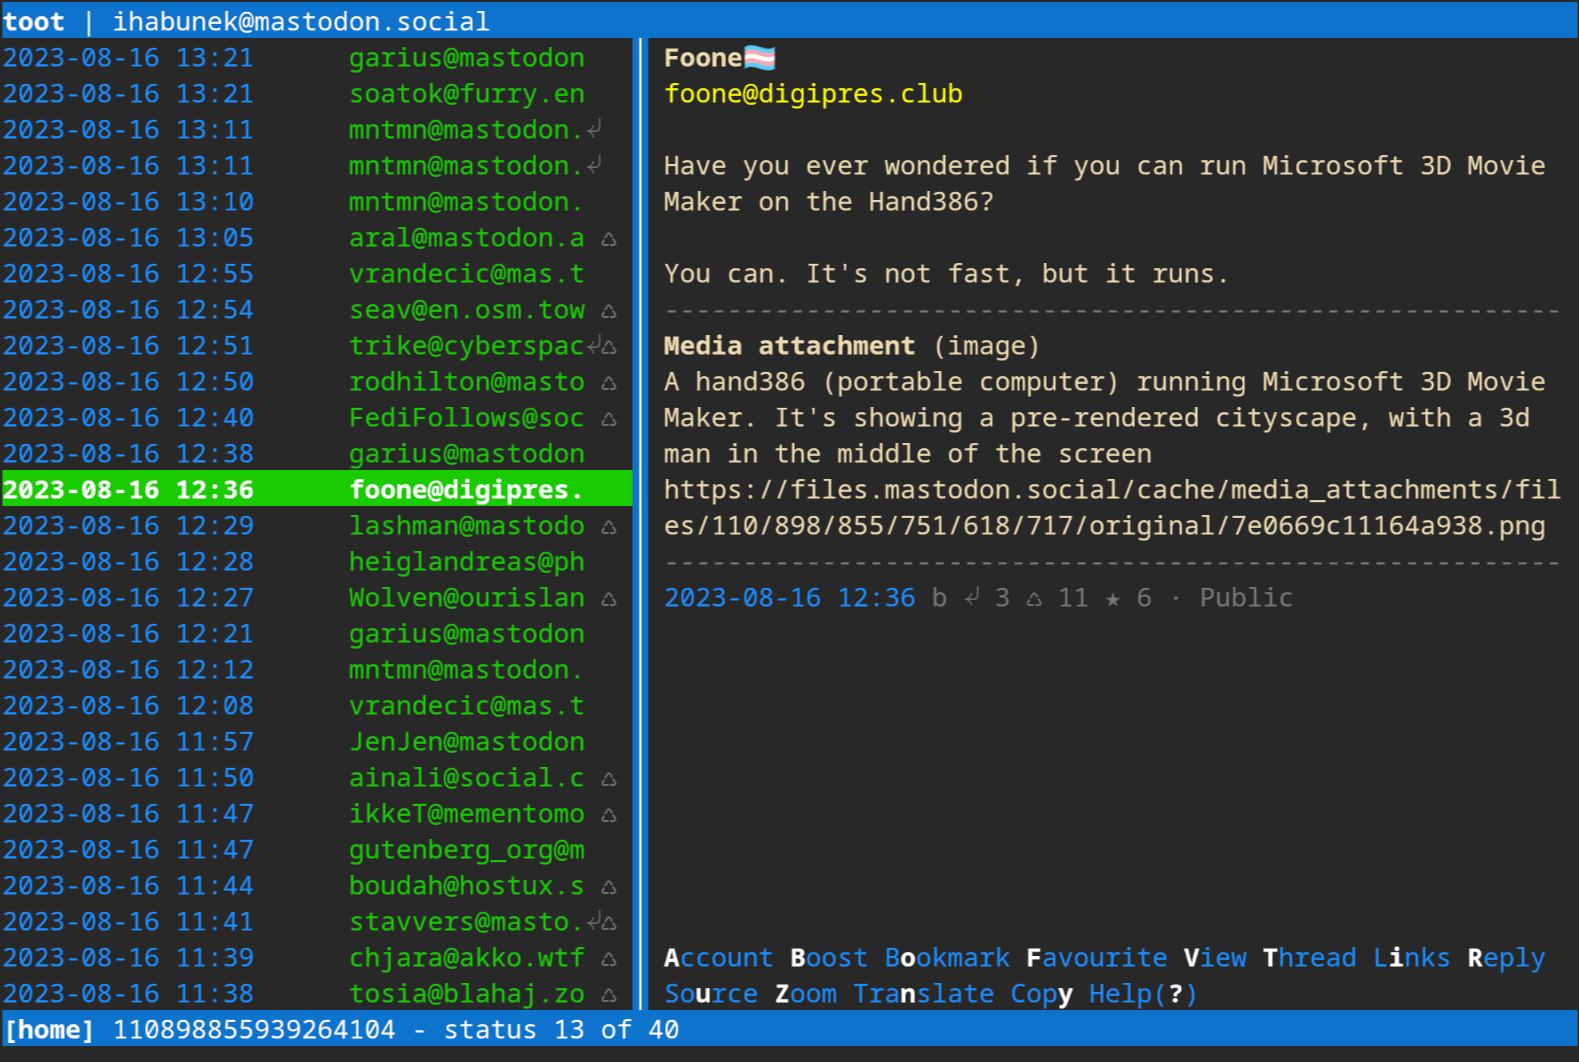 toot | ihabunek@mastodon.social
2023-08-16 13:21 garius@mastodon
2023-08-16 13:21 soatok@furry.en
2023-08-16 13:11 mntmn@mastodon.⤶
2023-08-16 13:11 mntmn@mastodon.⤶
2023-08-16 13:10 mntmn@mastodon.
2023-08-16 13:05 aral@mastodon.a ♺
2023-08-16 12:55 vrandecic@mas.t
2023-08-16 12:54 seav@en.osm.tow ♺
2023-08-16 12:51 trike@cyberspac⤶♺
2023-08-16 12:50 rodhilton@masto ♺
2023-08-16 12:40 FediFollows@soc ♺
2023-08-16 12:38 garius@mastodon
2023-08-16 12:36 foone@digipres.
2023-08-16 12:29 lashman@mastodo ♺
2023-08-16 12:28 heiglandreas@ph
2023-08-16 12:27 Wolven@ourislan ♺
2023-08-16 12:21 garius@mastodon
2023-08-16 12:12 mntmn@mastodon.
2023-08-16 12:08 vrandecic@mas.t
2023-08-16 11:57 JenJen@mastodon
2023-08-16 11:50 ainali@social.c ♺
2023-08-16 11:47 ikkeT@mementomo ♺
2023-08-16 11:47 gutenberg_org@m
2023-08-16 11:44 boudah@hostux.s ♺
2023-08-16 11:41 stavvers@masto.⤶♺
2023-08-16 11:39 chjara@akko.wtf ♺
2023-08-16 11:38 tosia@blahaj.zo ♺
Foone🏳️‍⚧️
foone@digipres.club
Have you ever wondered if you can run Microsoft 3D Movie
Maker on the Hand386?
You can. It's not fast, but it runs.
Media attachment (image)
A hand386 (portable computer) running Microsoft 3D Movie
Maker. It's showing a pre-rendered cityscape, with a 3d
man in the middle of the screen
https://files.mastodon.social/cache/media_attachments/fil
es/110/898/855/751/618/717/original/7e0669c11164a938.png
2023-08-16 12:36 b ⤶ 3 ♺ 11 ★ 6 · Public
Account Boost Bookmark Favourite View Thread Links Reply
Source Zoom Translate Copy Help(?)
[home] 110898855939264104 - status 13 of 40